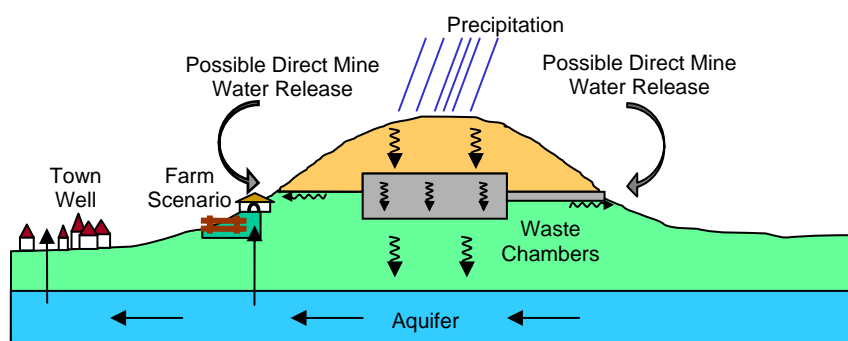 Precipitation
Possible Direct Mine
Water Release
Possible Direct Mine
Water Release
Town
Well
Farm
Scenario
Waste
Chambers
Aquifer